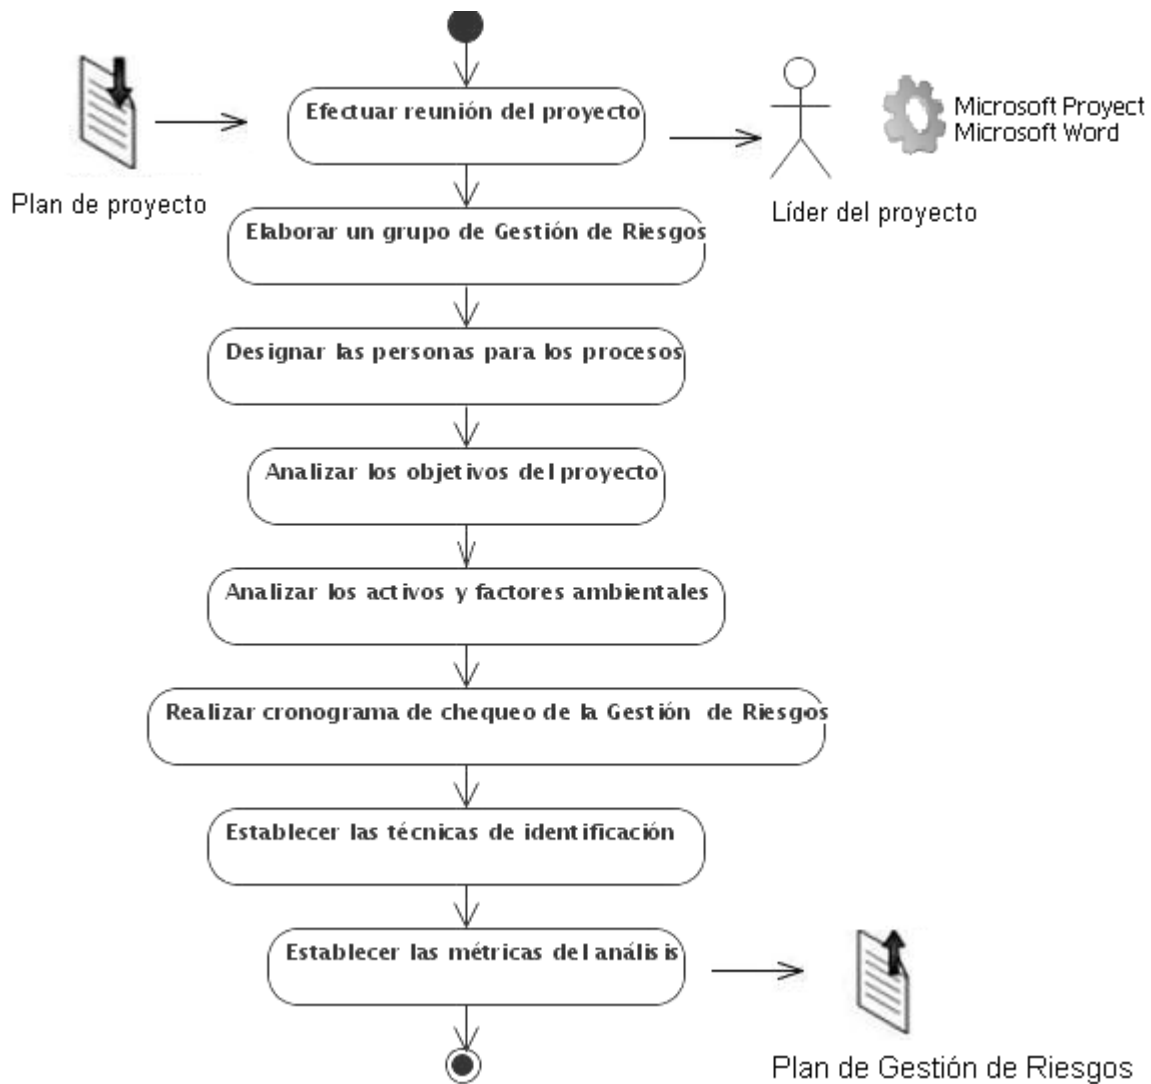 Efectuar reunión del proyecto
Microsoft Proyect
Microsoft Word
Plan de proyecto
Líder del proyecto
Elaborar un grupo de Gestión de Riesgos
Designar las personas para los procesos
Analizar los objetivos del proyecto
Analizar los activos y factores ambientales
Realizar cronograma de chequeo de la Gestión de Riesgos
Establecer las técnicas de identificación
Establecer las métricas del análisis
Plan de Gestión de Riesgos